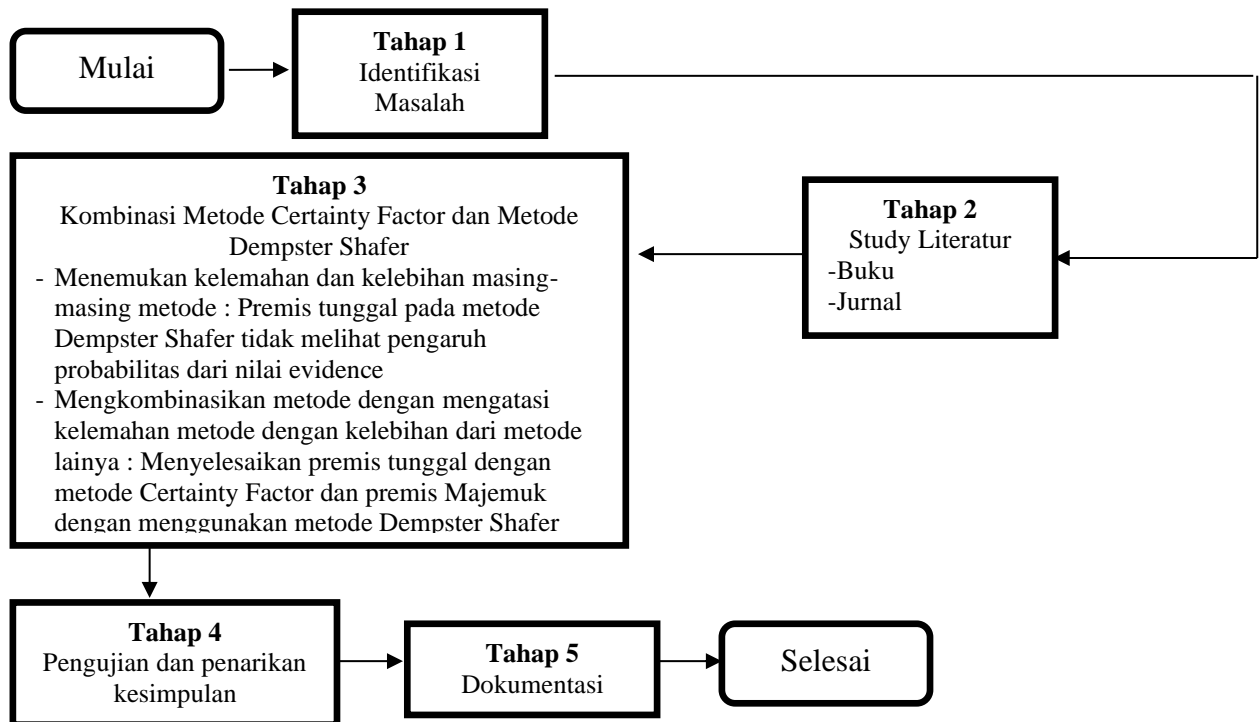 Mulai
Tahap 1
Identifikasi
Masalah
Tahap 2
Study Literatur
-Buku
-Jurnal
Tahap 3
Kombinasi Metode Certainty Factor dan Metode
Dempster Shafer
- Menemukan kelemahan dan kelebihan masing-
masing metode : Premis tunggal pada metode
Dempster Shafer tidak melihat pengaruh
probabilitas dari nilai evidence
- Mengkombinasikan metode dengan mengatasi
kelemahan metode dengan kelebihan dari metode
lainya : Menyelesaikan premis tunggal dengan
metode Certainty Factor dan premis Majemuk
dengan menggunakan metode Dempster Shafer
Tahap 4
Pengujian dan penarikan
kesimpulan
Tahap 5
Dokumentasi
Selesai